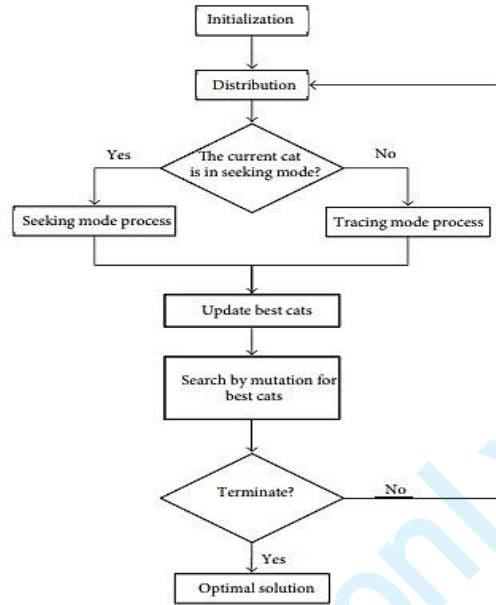 Initialization
Distribution
The current cat
is in seeking mode?
Yes
No
Seeking mode process
Tracing mode process
Update best cats
Search by mutation for
best cats
Terminate?
No
Yes
Optimal solution
only